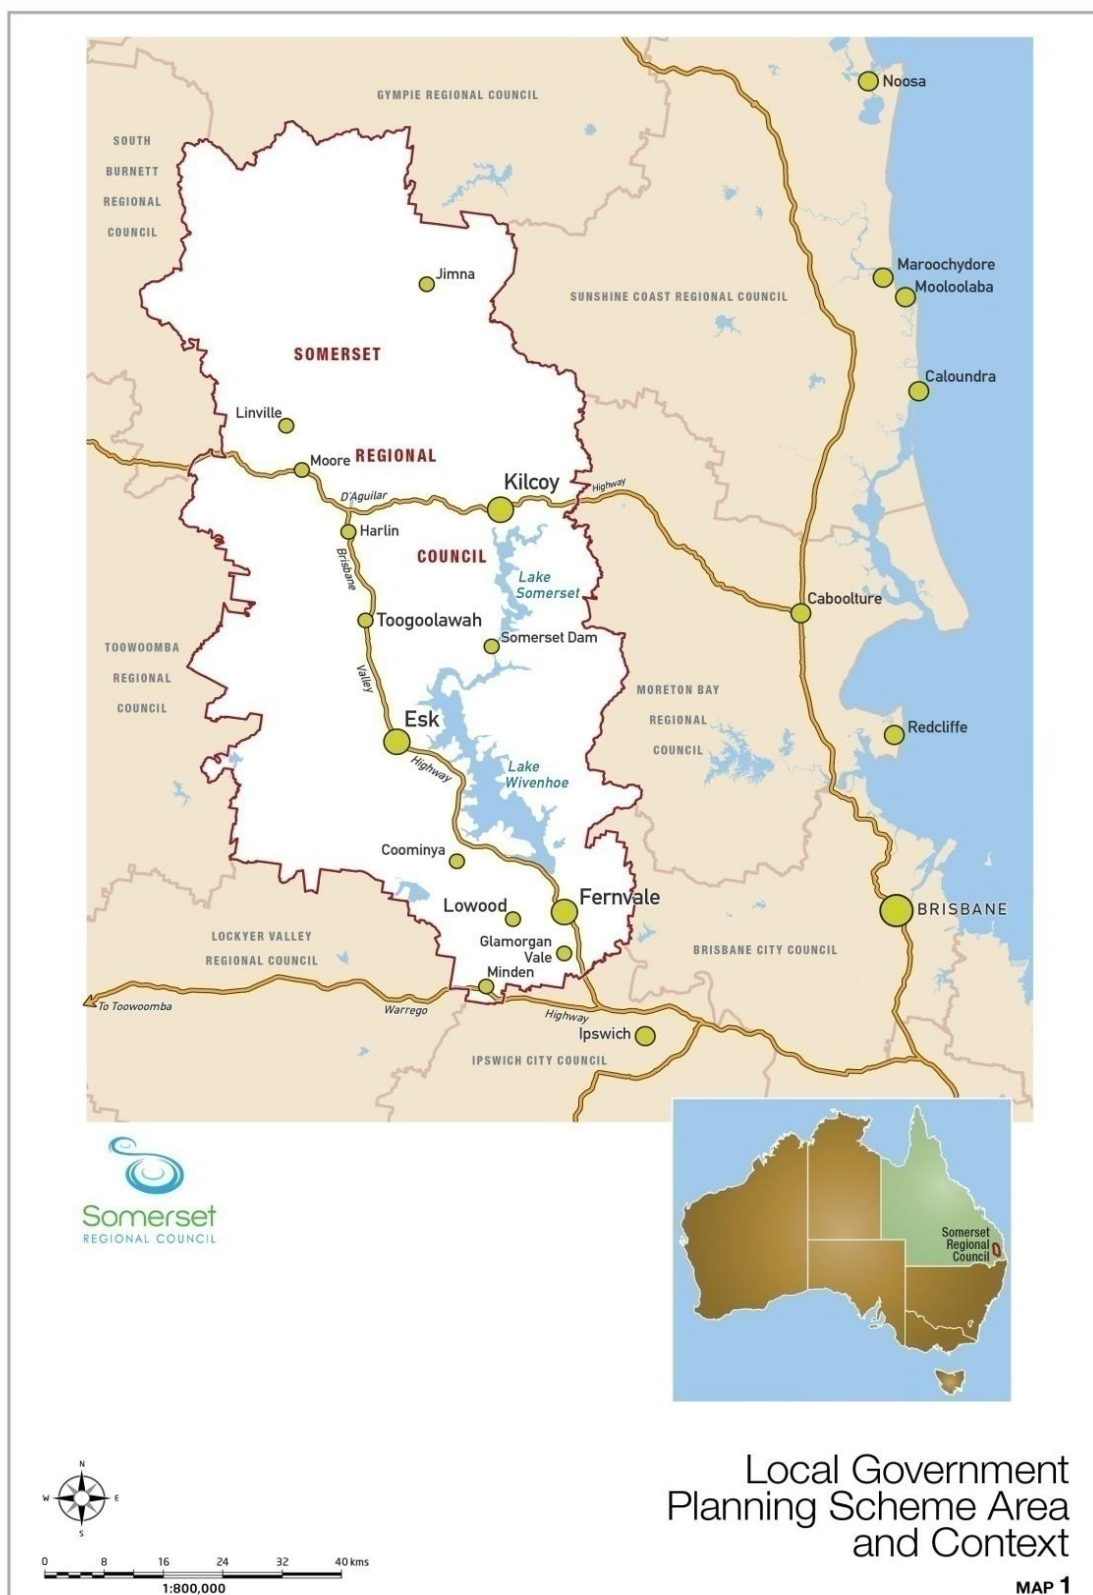 Noosa
GYMPIE REGIONAL COUNCIL
SOUTH
BURNETT
REGIONAL
COUNCIL
Jimna
Maroochydore
Mooloolaba
SUNSHINE COAST REGIONAL COUNCIL
SOMERSET
Caloundra
Linville
Moore
REGIONAL
Kilcoy
Highway
D'Aguilar
Harlin
COUNCIL
Brisbane
Lake
Somerset
Caboolture
Toogoolawah
Somerset Dam
TOOWOOMBA
REGIONAL
COUNCIL
Valley
MORETON BAY
REGIONAL
COUNCIL
Esk
Redcliffe
Highway
Lake
Wivenhoe
Coominya
Lowood
Fernvale
BRISBANE
LOCKYER VALLEY
REGIONAL COUNCIL
Glamorgan
Vale
BRISBANE CITY COUNCIL
Minden
To Toowoomba
Warrego
Highway
Ipswich
IPSWICH CITY COUNCIL
Somerset
REGIONAL COUNCIL
Somerset
Regional
Council
N
W E
S
0 8 16 24 32 40 kms
1:800,000
Local Government
Planning Scheme Area
and Context
MAP 1